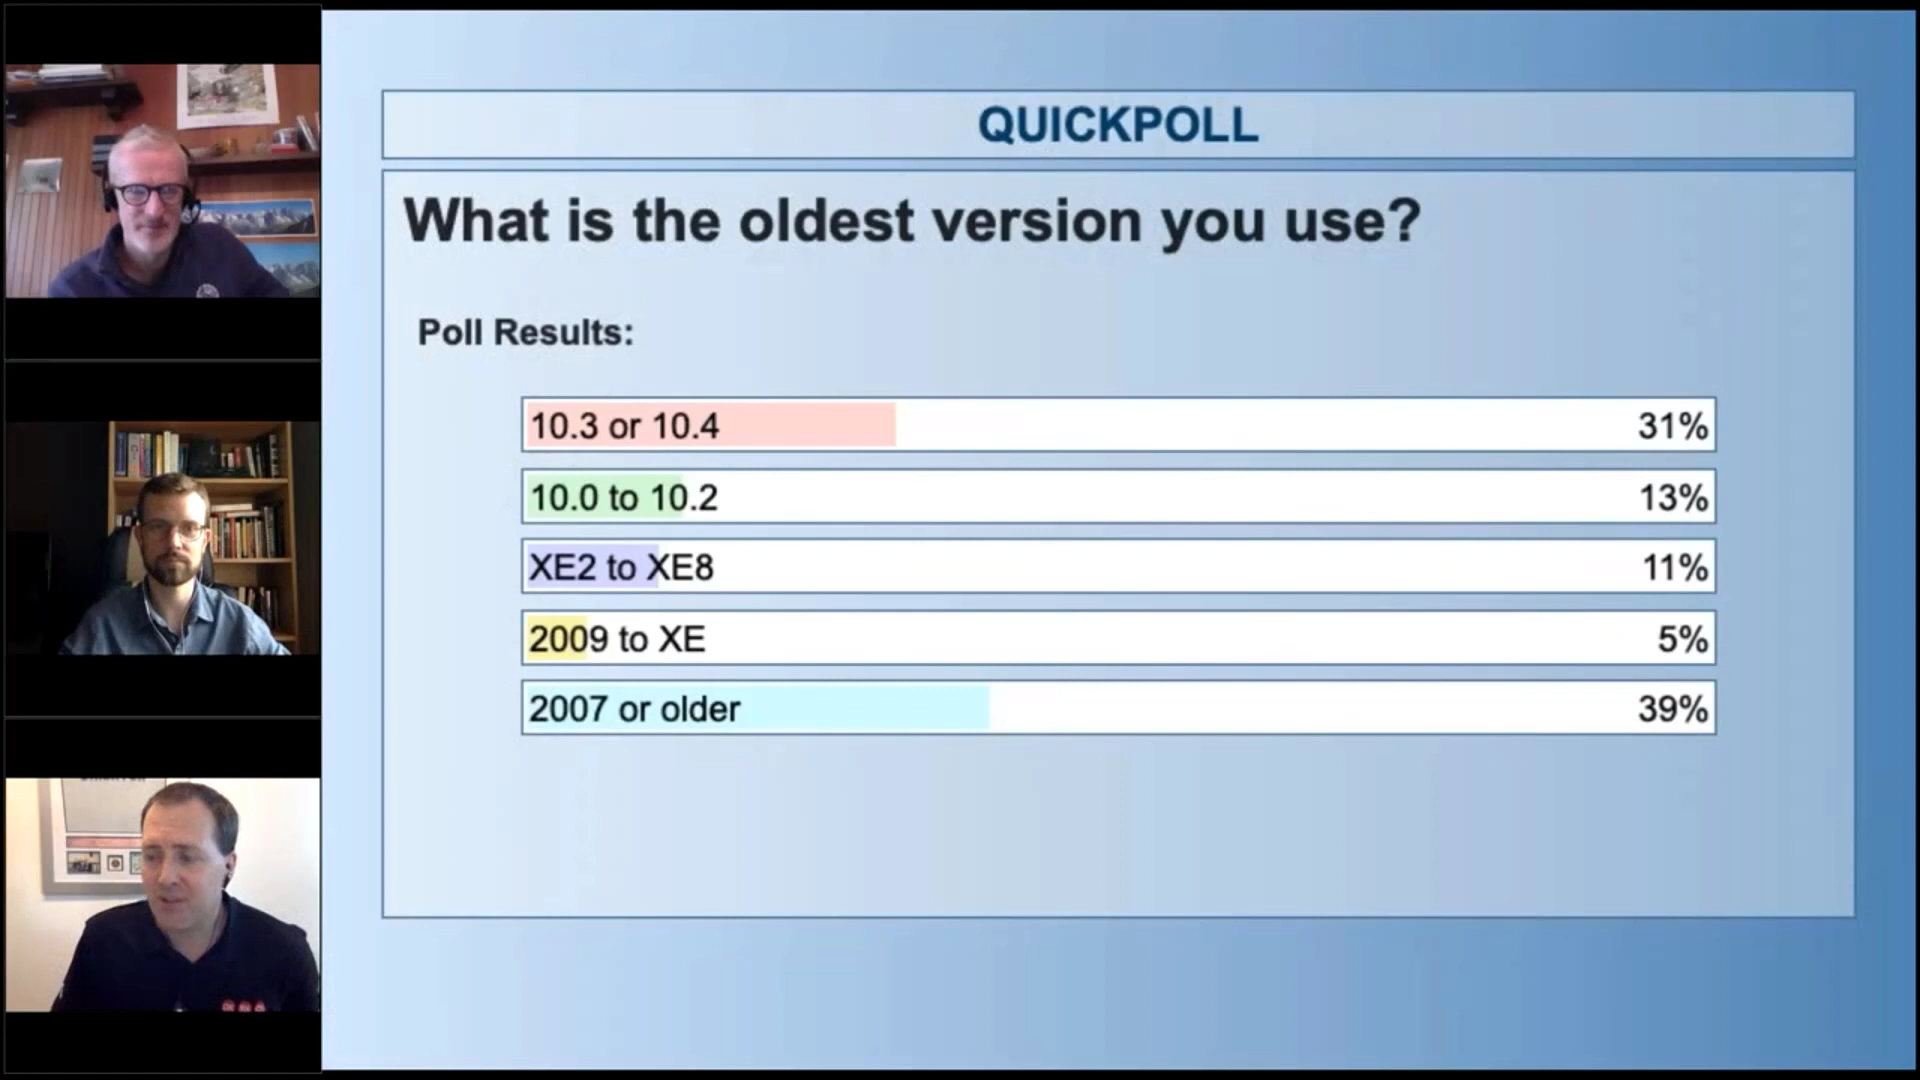 QUICKPOLL
What is the oldest version you use?
Poll Results:
10.3 or 10.4 31%
10.0 to 10.2 13%
XE2 to XE8 11%
2009 to XE 5%
2007 or older 39%